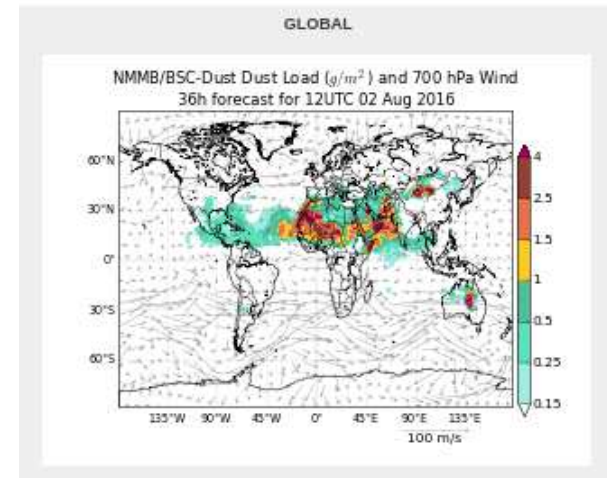 GLOBAL
NMMB/BSC-Dust Dust Load (g/m²) and 700 hPa Wind
36h forecast for 12UTC 02 Aug 2016
60°N
30°N
0°
30°S
60°S
135°W 90°W 45°W 0° 45°E 90°E 135°E
4
2.5
1.5
1
0.5
0.25
0.15
100 m/s